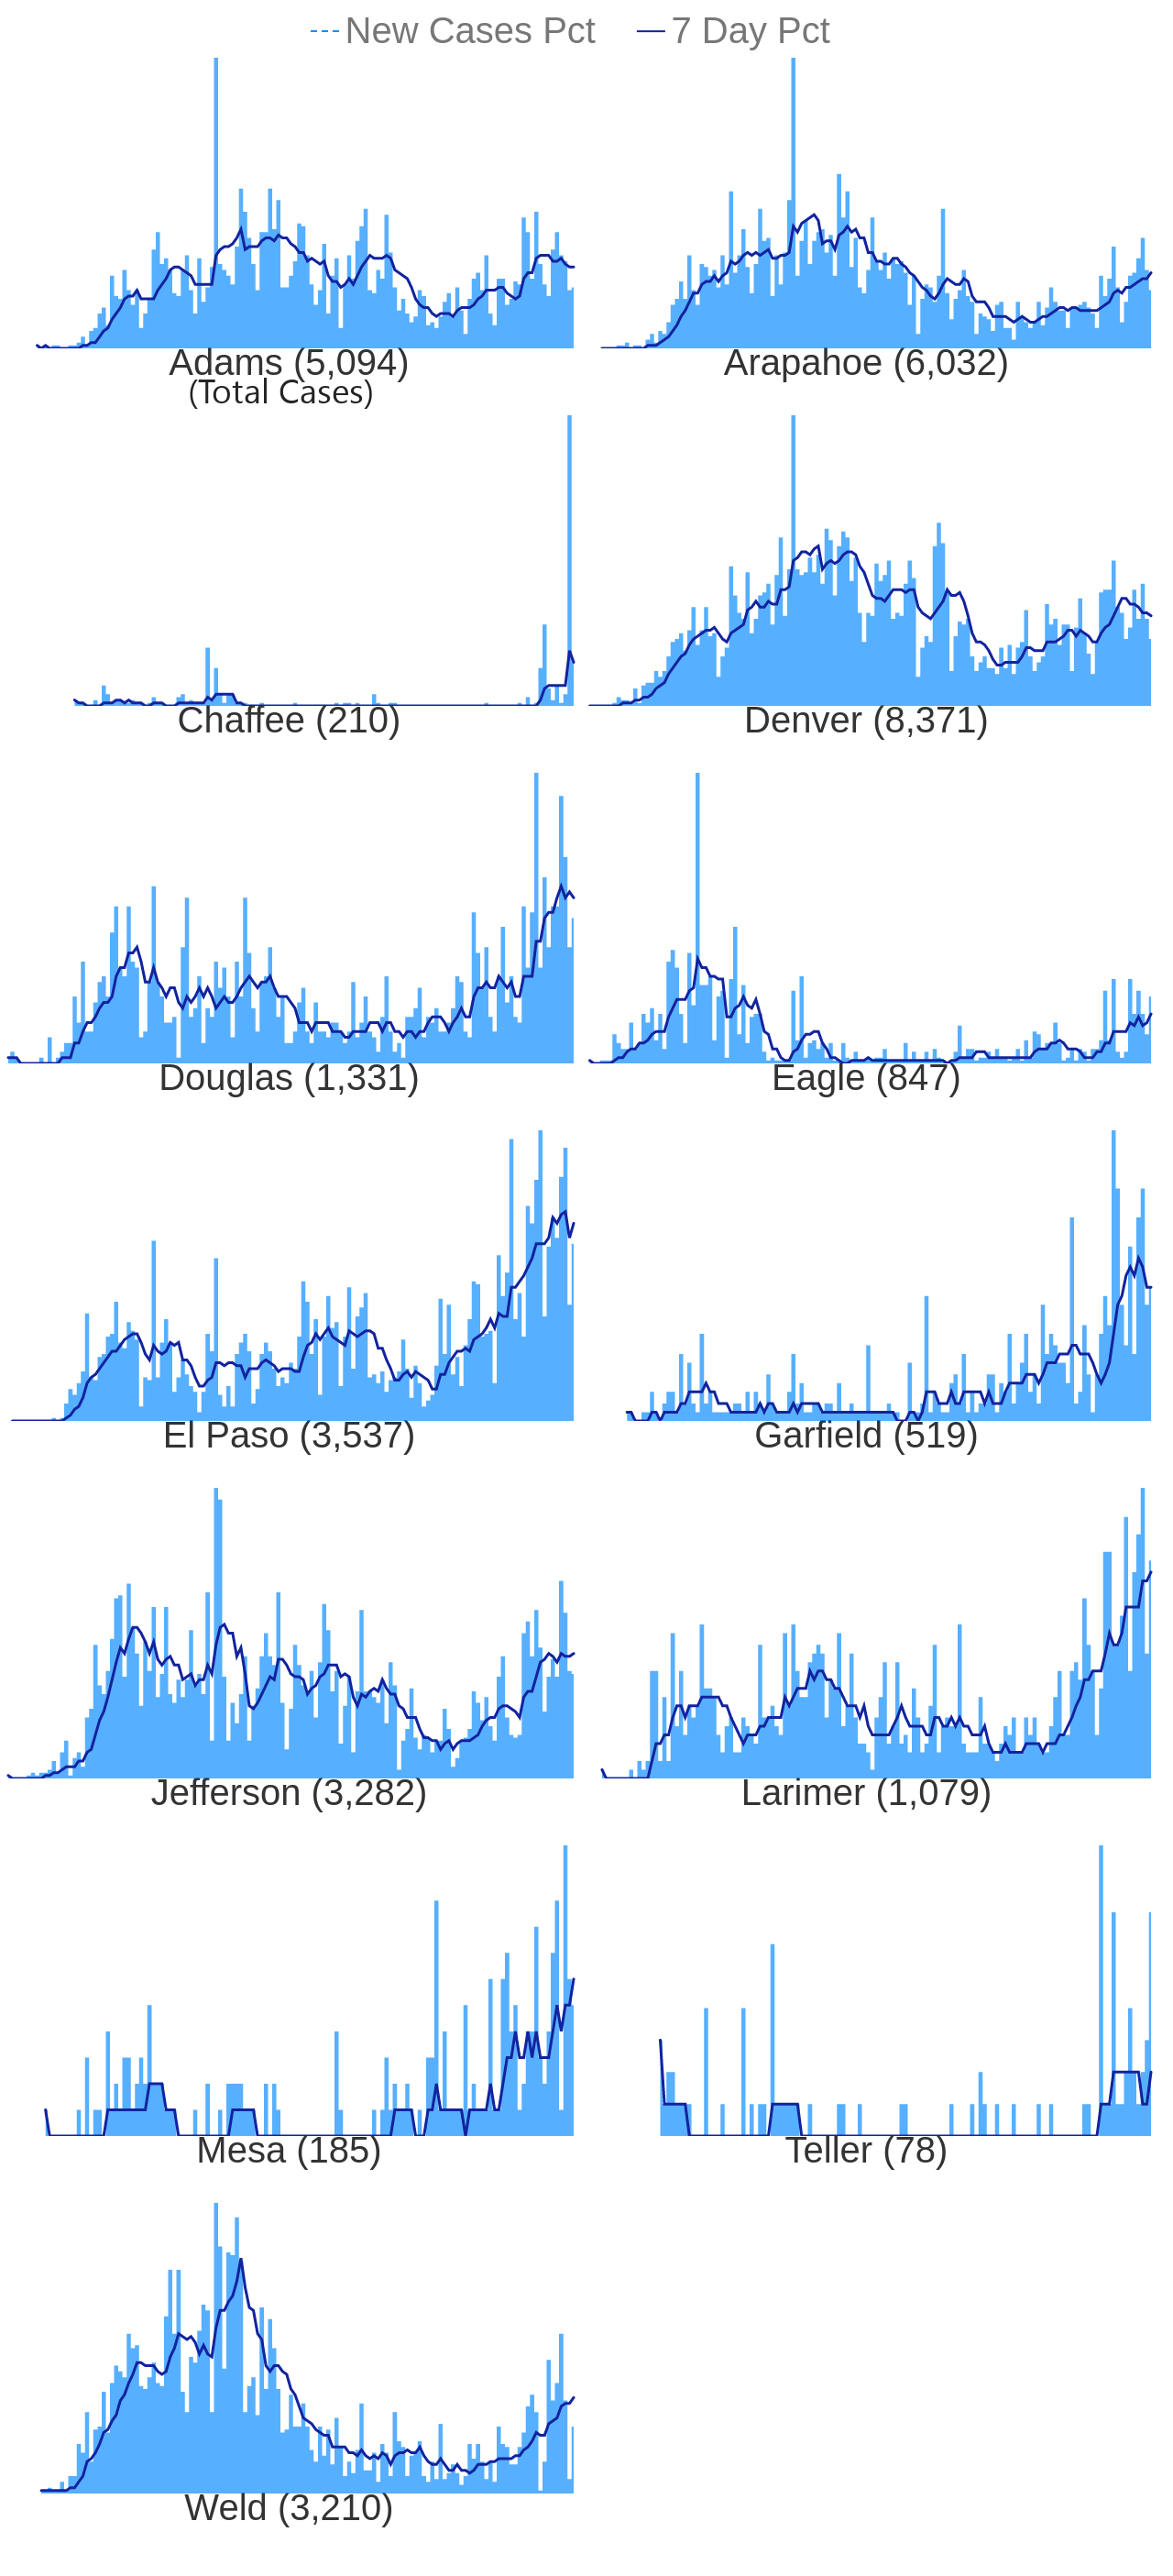 New Cases Pct 7 Day Pct
Adams (5,094) Arapahoe (6,032)
(Total Cases)
Chaffee (210) Denver (8,371)
Douglas (1,331) Eagle (847)
El Paso (3,537) Garfield (519)
Jefferson (3,282) Larimer (1,079)
Mesa (185) Teller (78)
Weld (3,210)